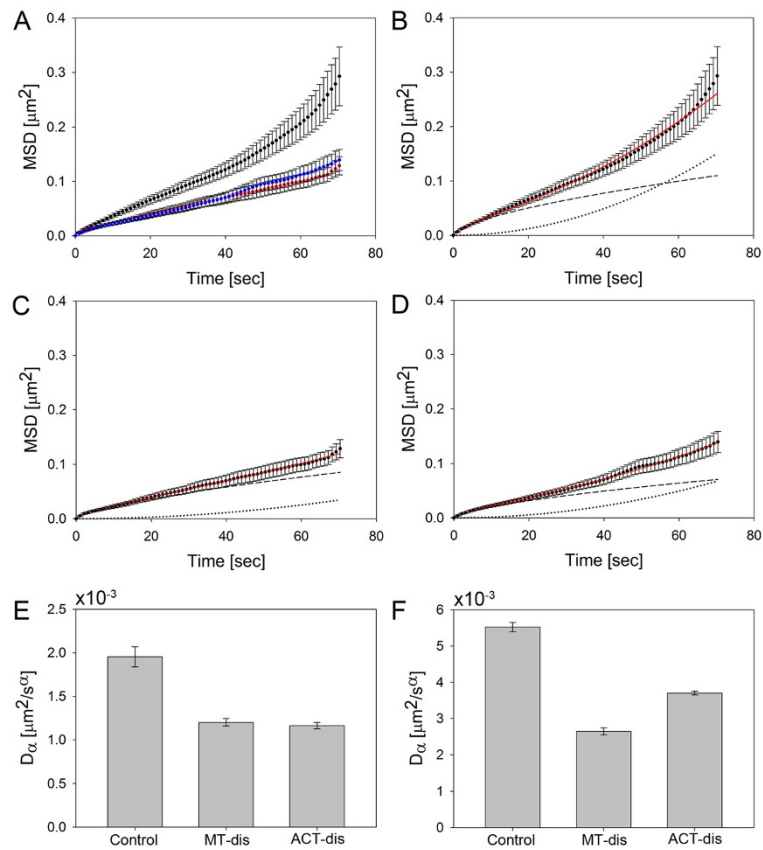 A
B
0.4
0.3
0.2
0.1
0.0
MSD [μm²]
0 20 40 60 80
Time [sec]
0.4
0.3
0.2
0.1
0.0
MSD [μm²]
0 20 40 60 80
Time [sec]
C
D
0.4
0.3
0.2
0.1
0.0
MSD [μm²]
0 20 40 60 80
Time [sec]
0.4
0.3
0.2
0.1
0.0
MSD [μm²]
0 20 40 60 80
Time [sec]
E
x10⁻³
2.5
2.0
1.5
1.0
0.5
0.0
Dα [μm²/sᵅ]
Control MT-dis ACT-dis
F
x10⁻³
6
5
4
3
2
1
0
Dα [μm²/sᵅ]
Control MT-dis ACT-dis